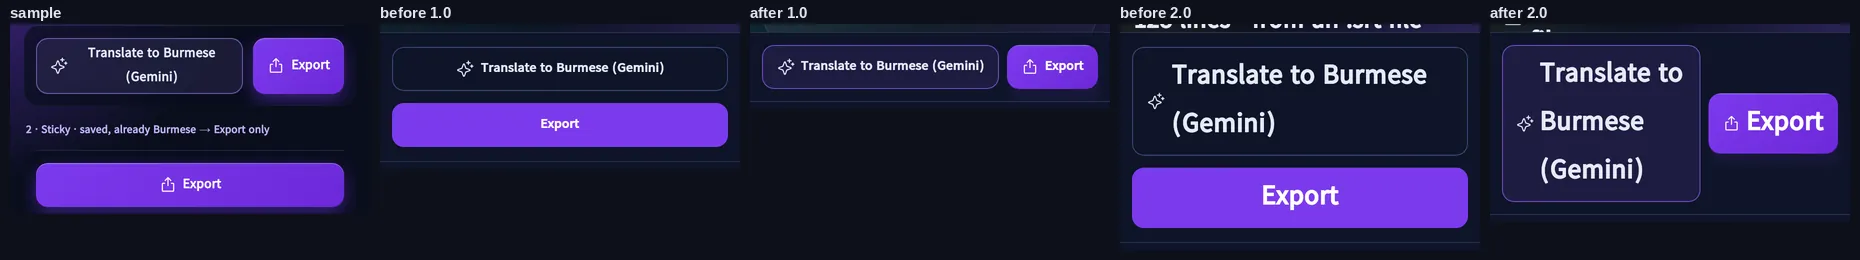 sample
Translate to Burmese
(Gemini)
Export
2 · Sticky · saved, already Burmese → Export only
Export
before 1.0
Translate to Burmese (Gemini)
Export
after 1.0
Translate to Burmese (Gemini)
Export
before 2.0
Translate to Burmese
(Gemini)
Export
after 2.0
Translate to
Burmese
(Gemini)
Export